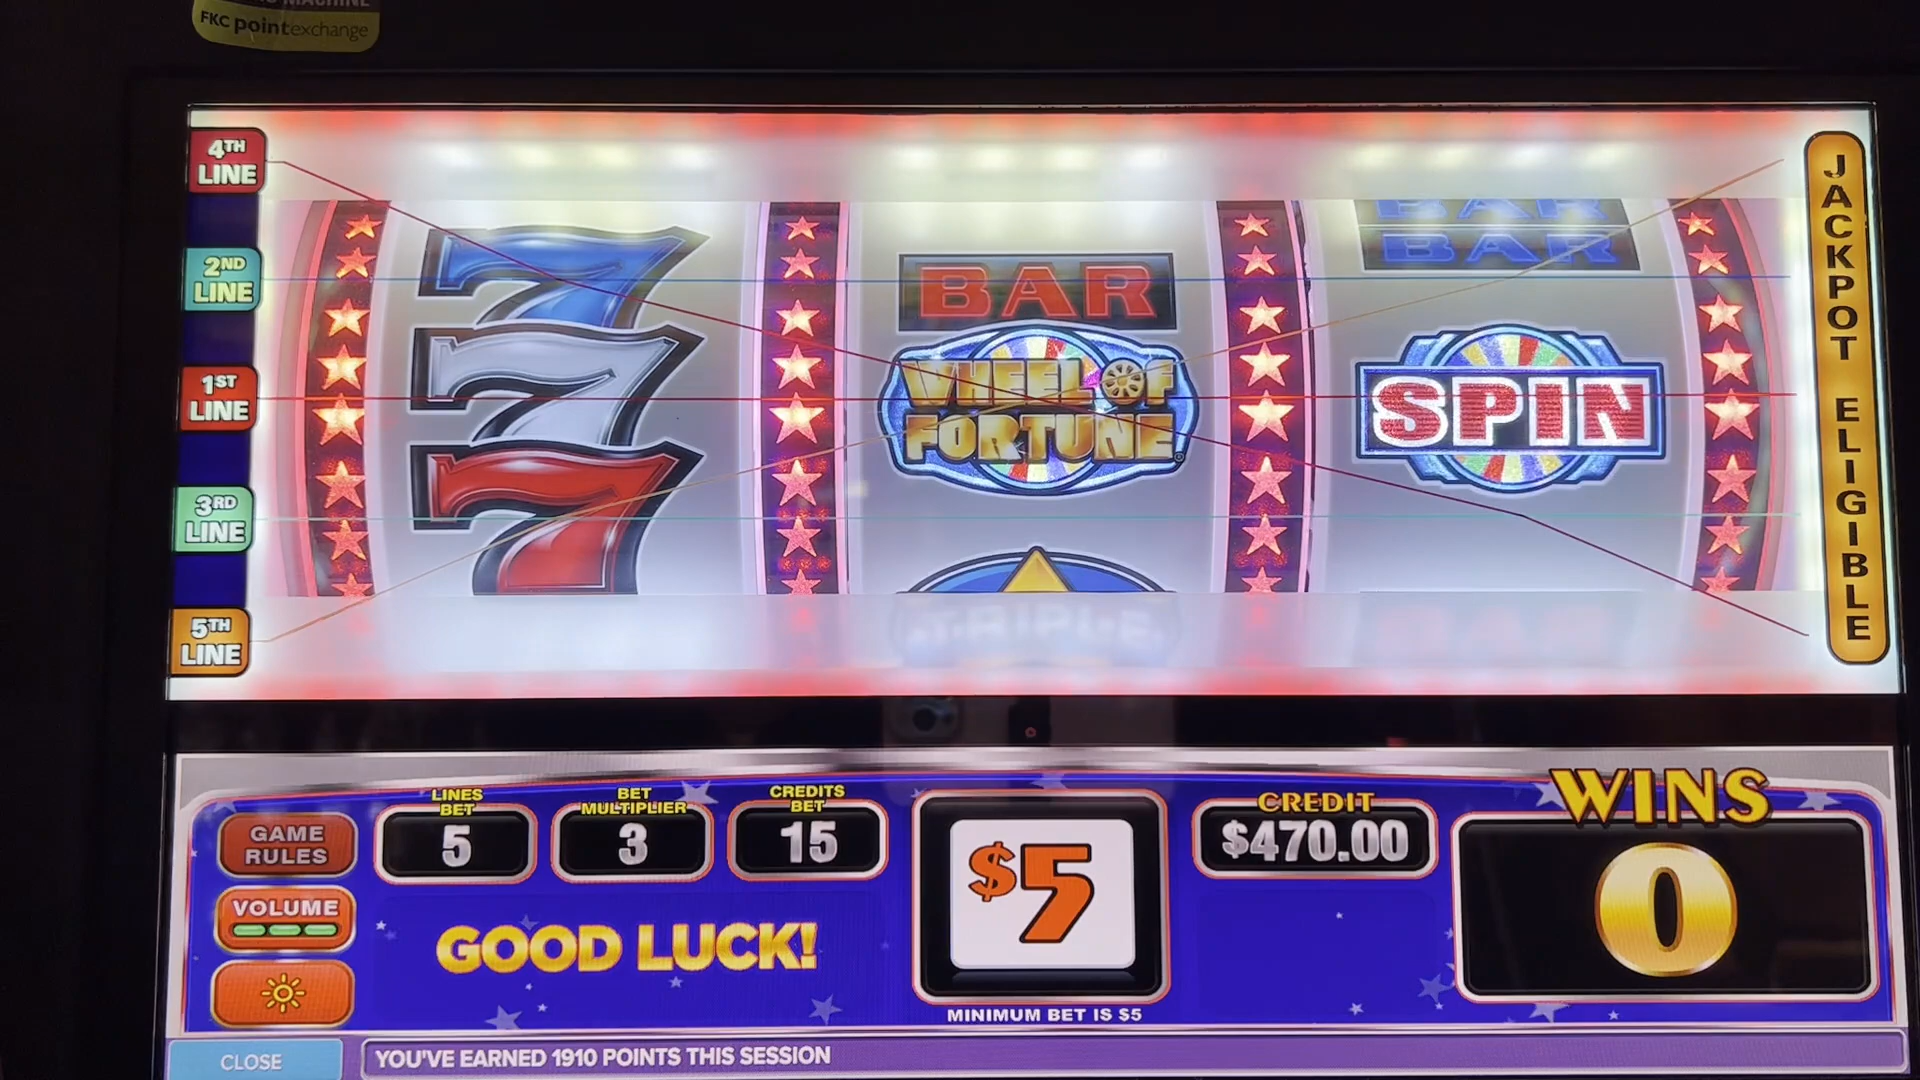 MACHINE
FKC pointexchange
4TH
LINE
2ND
LINE
1ST
LINE
3RD
LINE
5TH
LINE
BAR
WHEEL OF
FORTUNE
TRIPLE
BAR
BAR
SPIN
JACKPOT ELIGIBLE
GAME
RULES
VOLUME
LINES
BET
5
BET
MULTIPLIER
3
CREDITS
BET
15
GOOD LUCK!
$5
MINIMUM BET IS $5
CREDIT
$470.00
WINS
0
CLOSE
YOU'VE EARNED 1910 POINTS THIS SESSION